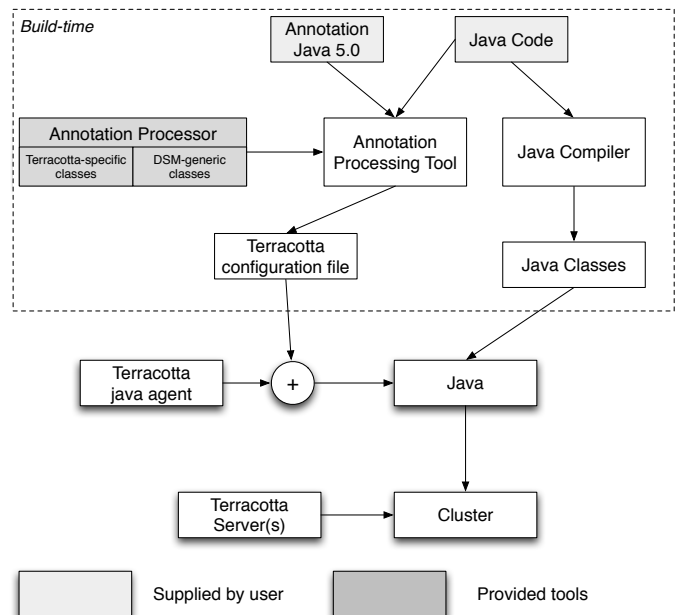 Build-time
Annotation
Java 5.0
Java Code
Annotation Processor
Terracotta-specific
classes
DSM-generic
classes
Annotation
Processing Tool
Java Compiler
Terracotta
configuration file
Java Classes
Terracotta
java agent
+
Java
Terracotta
Server(s)
Cluster
Supplied by user
Provided tools